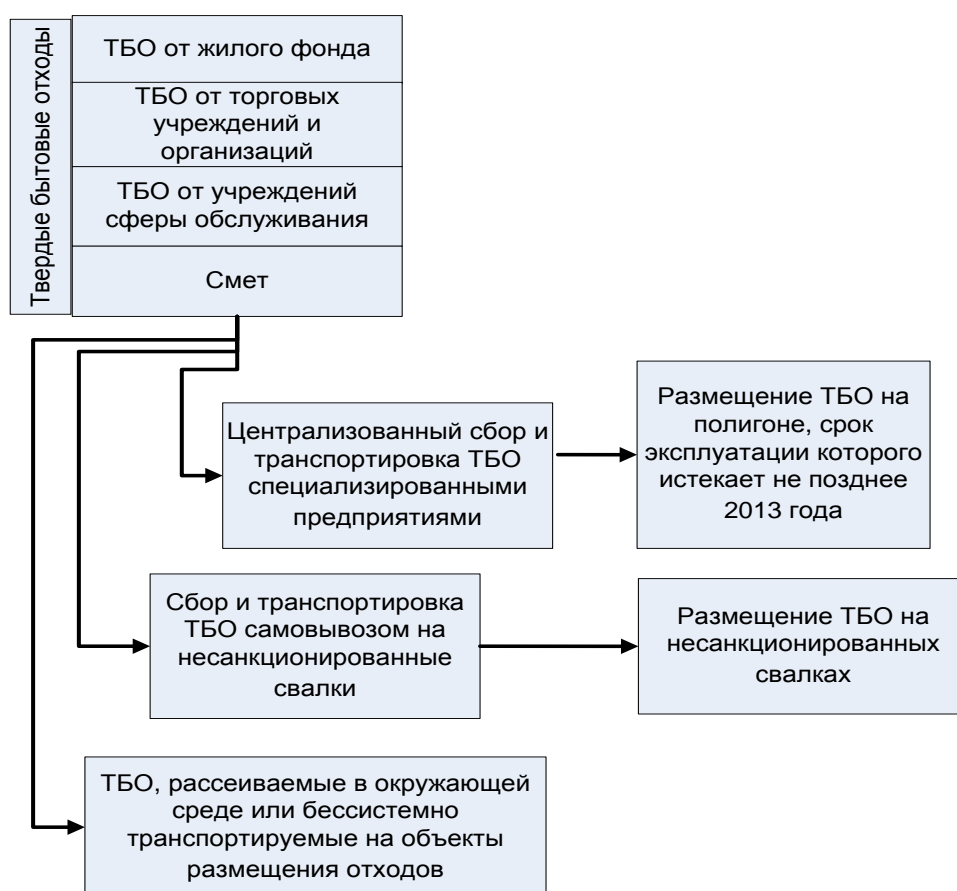 Твердые бытовые отходы
ТБО от жилого фонда
ТБО от торговых
учреждений и
организаций
ТБО от учреждений
сферы обслуживания
Смет
Централизованный сбор и
транспортировка ТБО
специализированными
предприятиями
Размещение ТБО на
полигоне, срок
эксплуатации которого
истекает не позднее
2013 года
Сбор и транспортировка
ТБО самовывозом на
несанкционированные
свалки
Размещение ТБО на
несанкционированных
свалках
ТБО, рассеиваемые в окружающей
среде или бессистемно
транспортируемые на объекты
размещения отходов